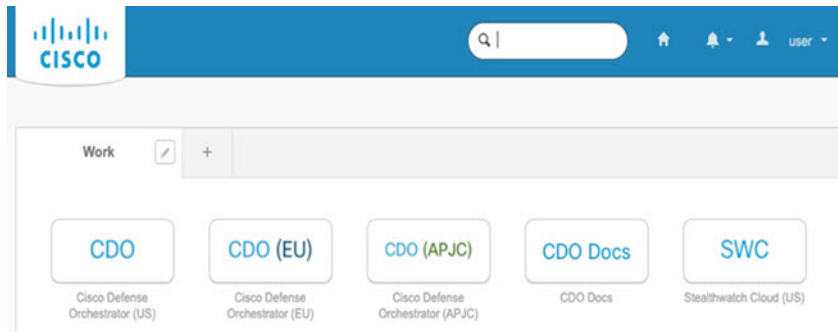 CISCO
user
Work
+
CDO
CDO (EU)
CDO (APJC)
CDO Docs
SWC
Cisco Defense
Orchestrator (US)
Cisco Defense
Orchestrator (EU)
Cisco Defense
Orchestrator (APJC)
CDO Docs
Stealthwatch Cloud (US)